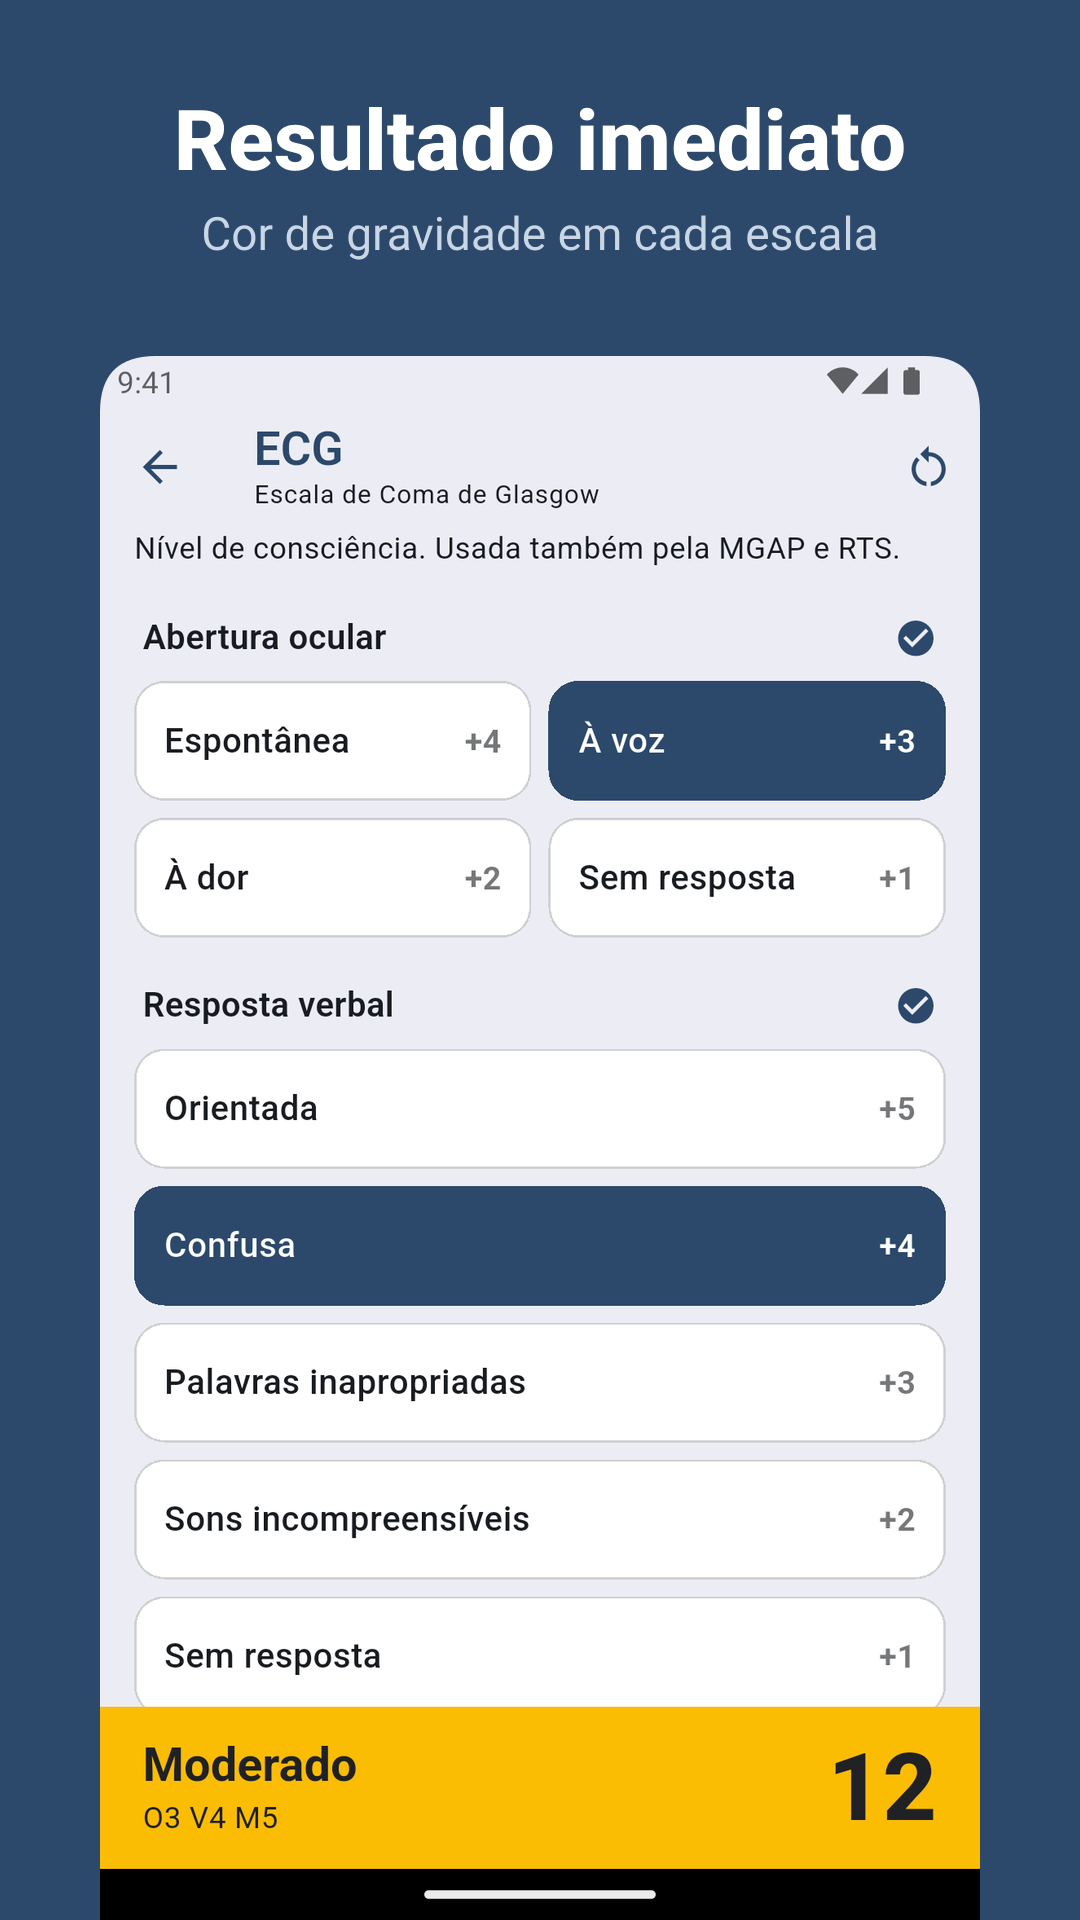 Resultado imediato
Cor de gravidade em cada escala
9:41
ECG
Escala de Coma de Glasgow
Nível de consciência. Usada também pela MGAP e RTS.
Abertura ocular
Espontânea +4
À voz +3
À dor +2
Sem resposta +1
Resposta verbal
Orientada +5
Confusa +4
Palavras inapropriadas +3
Sons incompreensíveis +2
Sem resposta +1
Moderado
O3 V4 M5
12